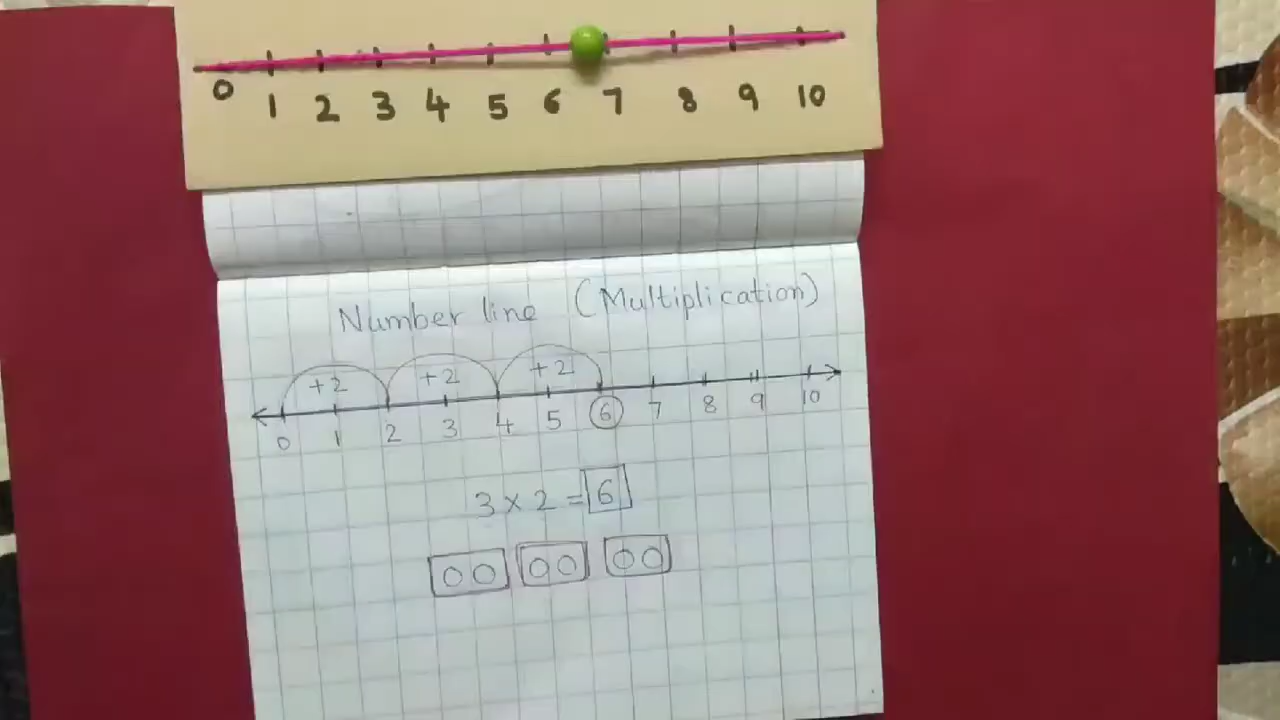 0 1 2 3 4 5 6 7 8 9 10
Number line (Multiplication)
+2 +2 +2
0 1 2 3 4 5 6 7 8 9 10
3 × 2 = 6